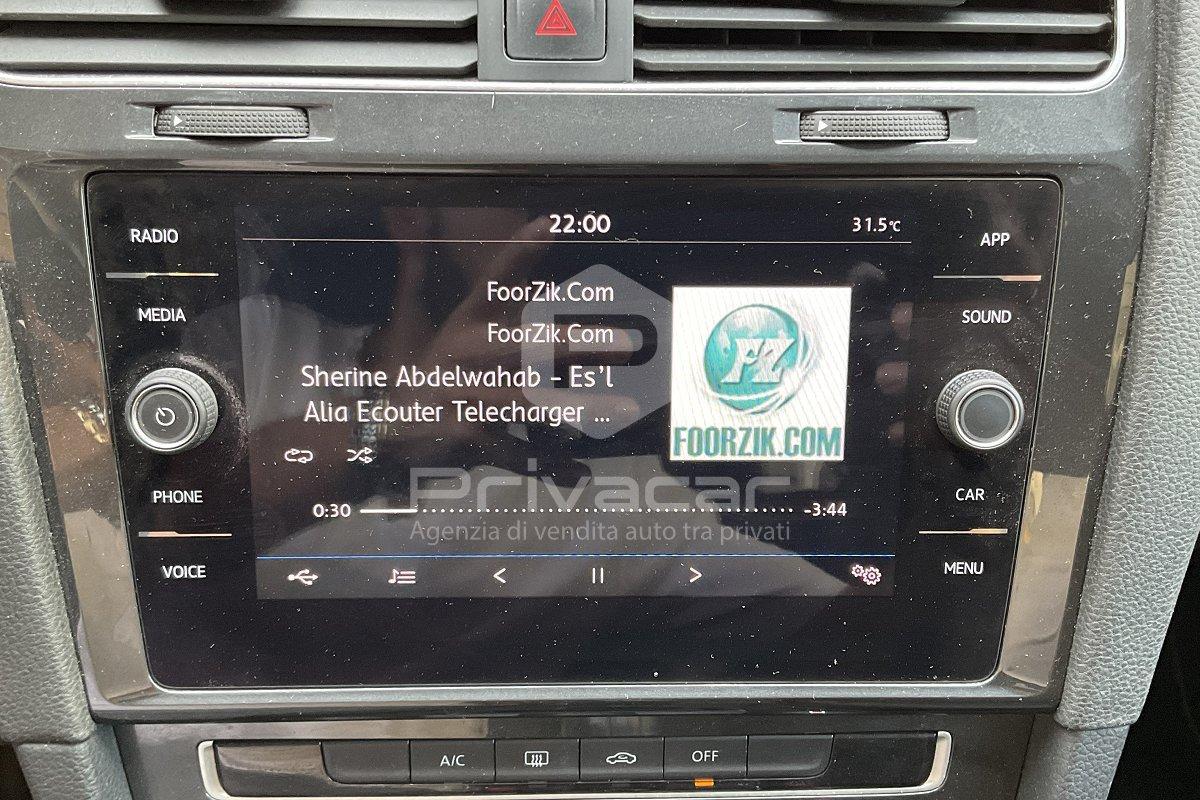 22:00
31.5°C
RADIO
APP
MEDIA
SOUND
FoorZik.Com
FoorZik.Com
Sherine Abdelwahab - Es'l
Alia Ecouter Telecharger ...
FZ
FOORZIK.COM
PHONE
CAR
Privacar
0:30
-3:44
Agenzia di vendita auto tra privati
VOICE
MENU
A/C
OFF